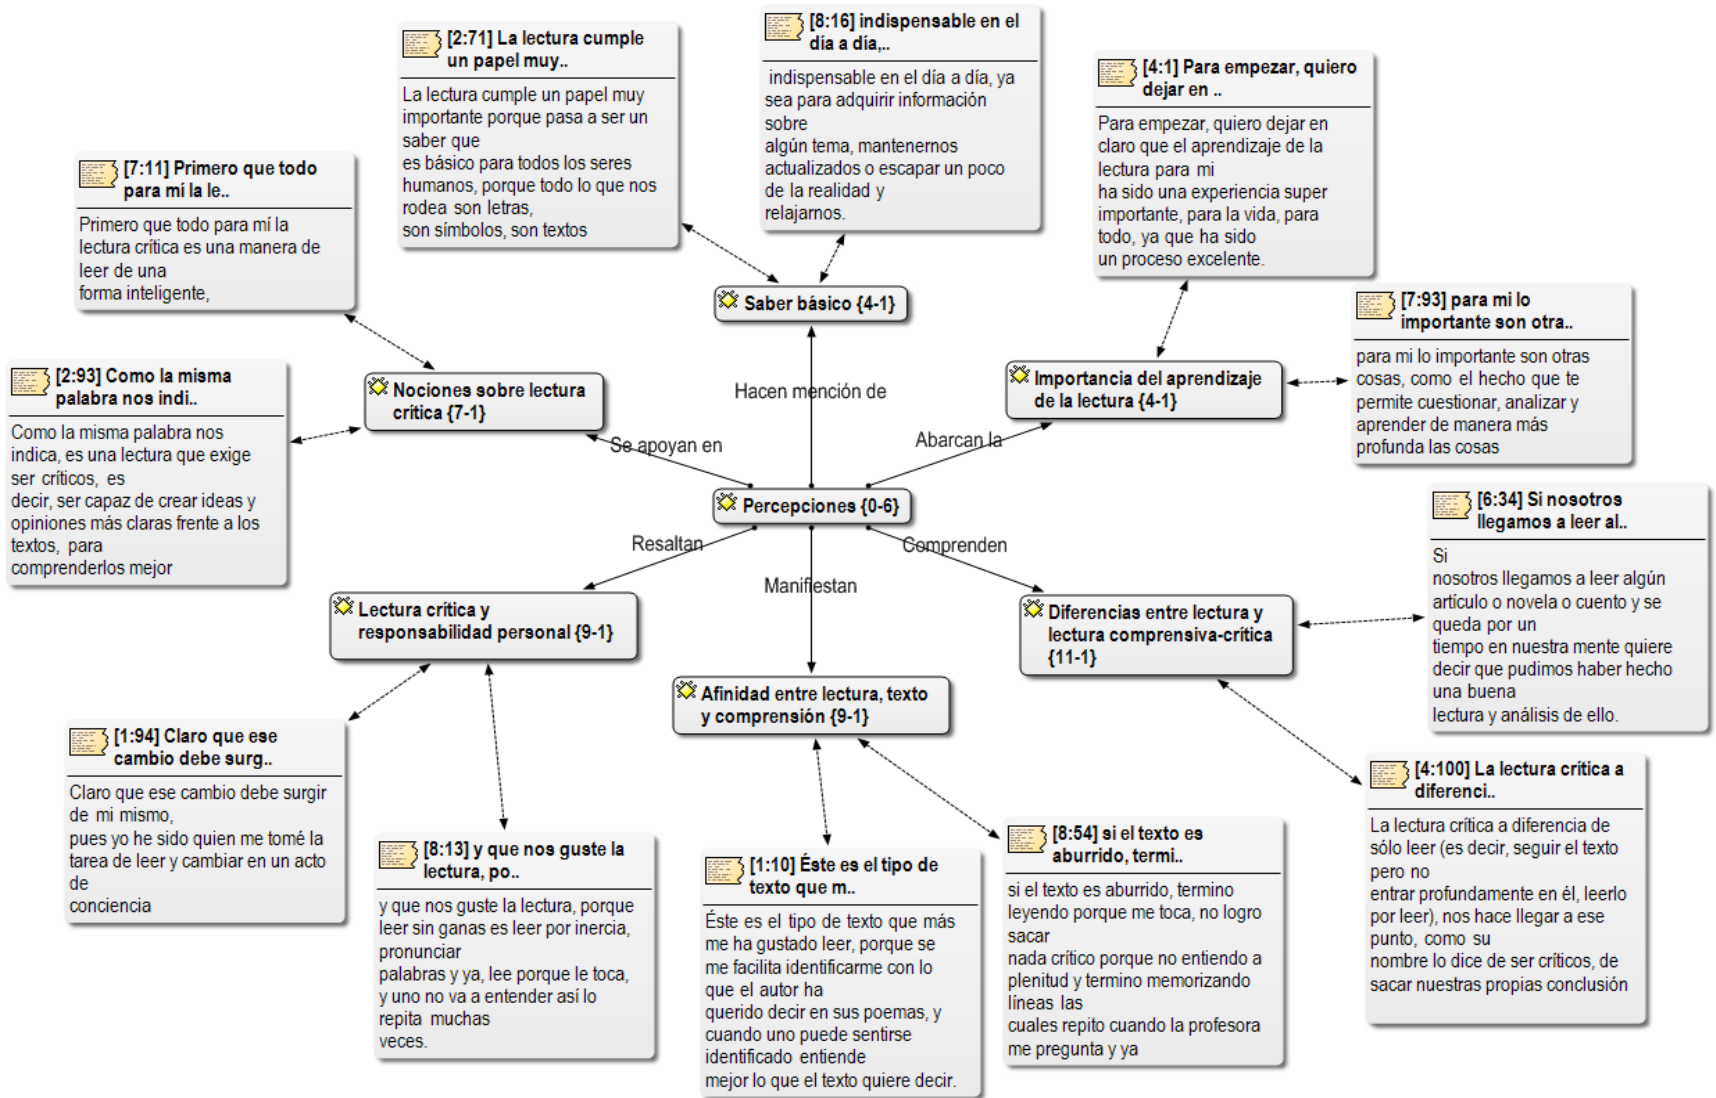 [2:71] La lectura cumple
un papel muy..
La lectura cumple un papel muy
importante porque pasa a ser un
saber que
es básico para todos los seres
humanos, porque todo lo que nos
rodea son letras,
son símbolos, son textos
[8:16] indispensable en el
día a día,..
indispensable en el día a día, ya
sea para adquirir información
sobre
algún tema, mantenernos
actualizados o escapar un poco
de la realidad y
relajarnos.
[4:1] Para empezar, quiero
dejar en ..
Para empezar, quiero dejar en
claro que el aprendizaje de la
lectura para mi
ha sido una experiencia super
importante, para la vida, para
todo, ya que ha sido
un proceso excelente.
[7:11] Primero que todo
para mí la le..
Primero que todo para mí la
lectura crítica es una manera de
leer de una
forma inteligente,
Saber básico {4-1}
[7:93] para mi lo
importante son otra..
para mi lo importante son otras
cosas, como el hecho que te
permite cuestionar, analizar y
aprender de manera más
profunda las cosas
[2:93] Como la misma
palabra nos indi..
Como la misma palabra nos
indica, es una lectura que exige
ser críticos, es
decir, ser capaz de crear ideas y
opiniones más claras frente a los
textos, para
comprenderlos mejor
Nociones sobre lectura
crítica {7-1}
Hacen mención de
Importancia del aprendizaje
de la lectura {4-1}
Se apoyan en
Abarcan la
Percepciones {0-6}
Resaltan
Manifiestan
Comprenden
[6:34] Si nosotros
llegamos a leer al..
Si
nosotros llegamos a leer algún
artículo o novela o cuento y se
queda por un
tiempo en nuestra mente quiere
decir que pudimos haber hecho
una buena
lectura y análisis de ello.
Lectura crítica y
responsabilidad personal {9-1}
Diferencias entre lectura y
lectura comprensiva-crítica
{11-1}
Afinidad entre lectura, texto
y comprensión {9-1}
[1:94] Claro que ese
cambio debe surg..
Claro que ese cambio debe surgir
de mi mismo,
pues yo he sido quien me tomé la
tarea de leer y cambiar en un acto
de
conciencia
[8:13] y que nos guste la
lectura, po..
y que nos guste la lectura, porque
leer sin ganas es leer por inercia,
pronunciar
palabras y ya, lee porque le toca,
y uno no va a entender así lo
repita muchas
veces.
[1:10] Éste es el tipo de
texto que m..
Éste es el tipo de texto que más
me ha gustado leer, porque se
me facilita identificarme con lo
que el autor ha
querido decir en sus poemas, y
cuando uno puede sentirse
identificado entiende
mejor lo que el texto quiere decir.
[8:54] si el texto es
aburrido, termi..
si el texto es aburrido, termino
leyendo porque me toca, no logro
sacar
nada crítico porque no entiendo a
plenitud y termino memorizando
líneas las
cuales repito cuando la profesora
me pregunta y ya
[4:100] La lectura crítica a
diferenci..
La lectura crítica a diferencia de
sólo leer (es decir, seguir el texto
pero no
entrar profundamente en él, leerlo
por leer), nos hace llegar a ese
punto, como su
nombre lo dice de ser críticos, de
sacar nuestras propias conclusión